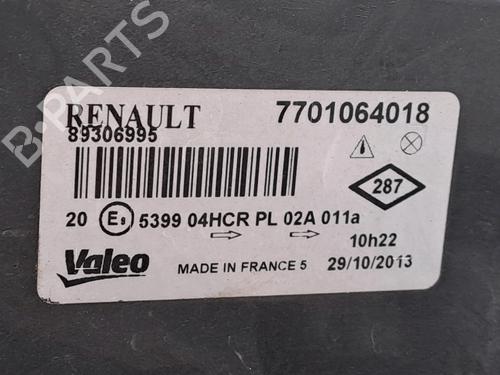 B-PARTS
RENAULT 7701064018
89306995
287
20 E9 5399 04HCR PL 02A 011a
10h22
Valeo MADE IN FRANCE 5 29/10/2013